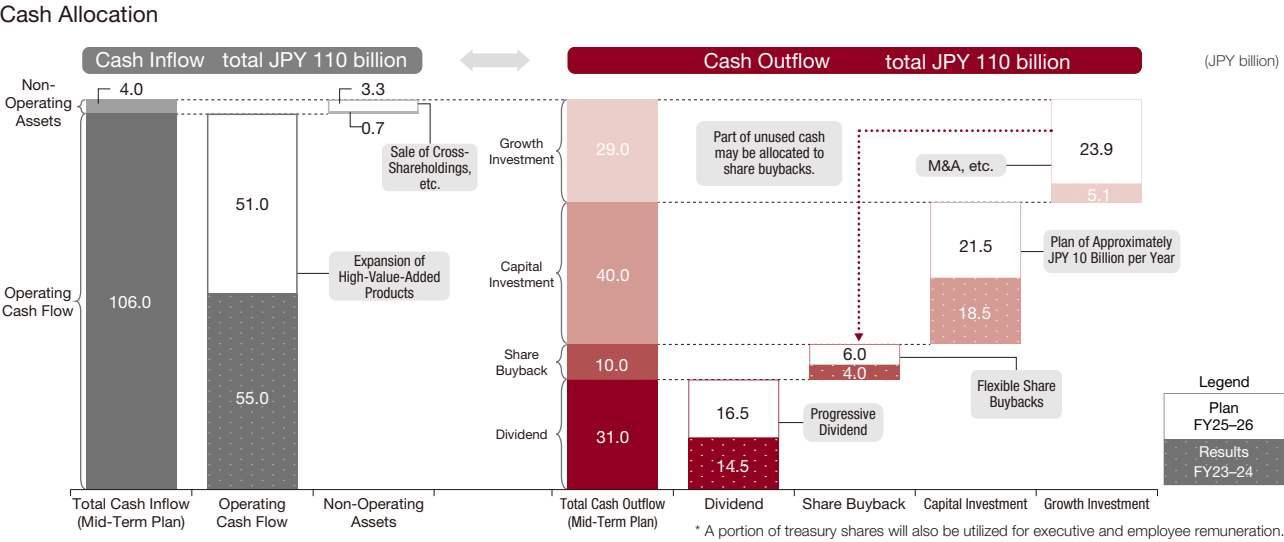 Cash Allocation
Cash Inflow total JPY 110 billion
Cash Outflow total JPY 110 billion
(JPY billion)
Non-
Operating
Assets
4.0
3.3
0.7
Sale of Cross-
Shareholdings,
etc.
Operating
Cash Flow
106.0
51.0
55.0
Expansion of
High-Value-Added
Products
Growth
Investment
29.0
Capital
Investment
40.0
Share
Buyback
10.0
Dividend
31.0
Part of unused cash
may be allocated to
share buybacks.
M&A, etc.
23.9
5.1
21.5
18.5
Plan of Approximately
JPY 10 Billion per Year
6.0
4.0
Flexible Share
Buybacks
16.5
14.5
Progressive
Dividend
Legend
Plan
FY25–26
Results
FY23–24
Total Cash Inflow
(Mid-Term Plan)
Operating
Cash Flow
Non-Operating
Assets
Total Cash Outflow
(Mid-Term Plan)
Dividend
Share Buyback
Capital Investment
Growth Investment
* A portion of treasury shares will also be utilized for executive and employee remuneration.